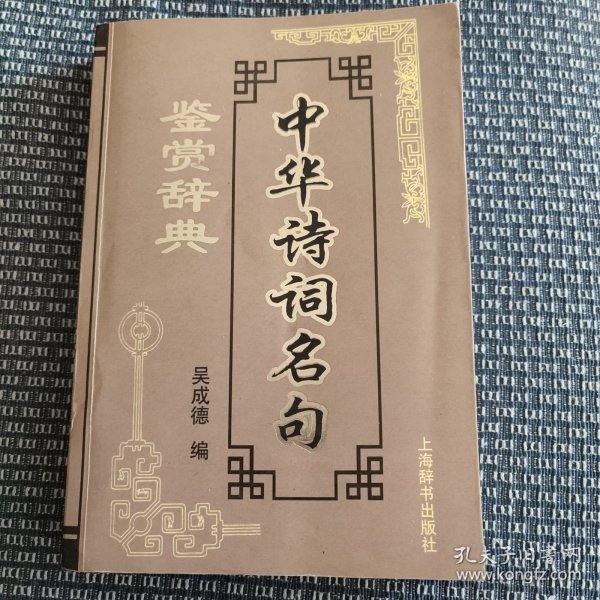 中华诗词名句
鉴赏辞典
吴成德 编
上海辞书出版社
孔夫子旧书网
www.kongfz.com